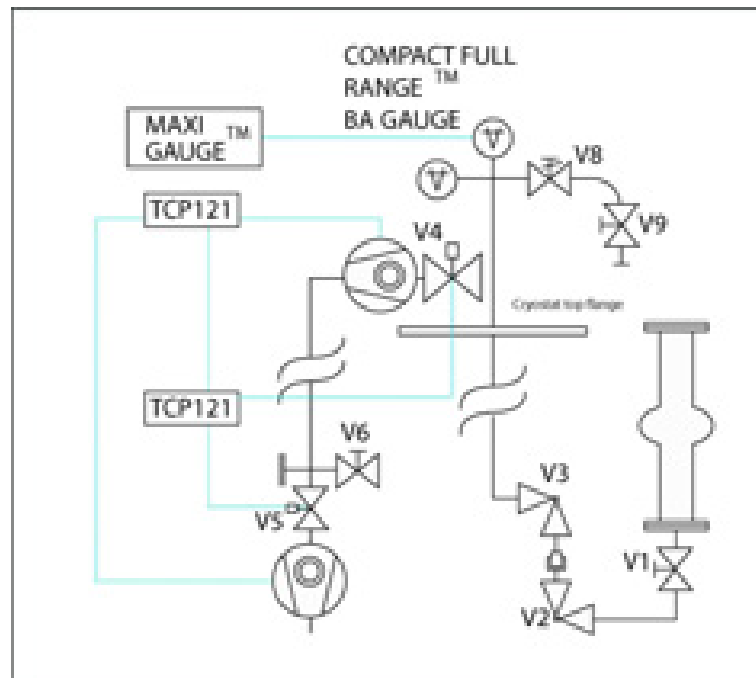 COMPACT FULL
RANGE ™
BA GAUGE
MAXI ™
GAUGE
V8
TCP121
V4
V9
Cryostat top flange
TCP121
V6
V3
V5
V1
V2